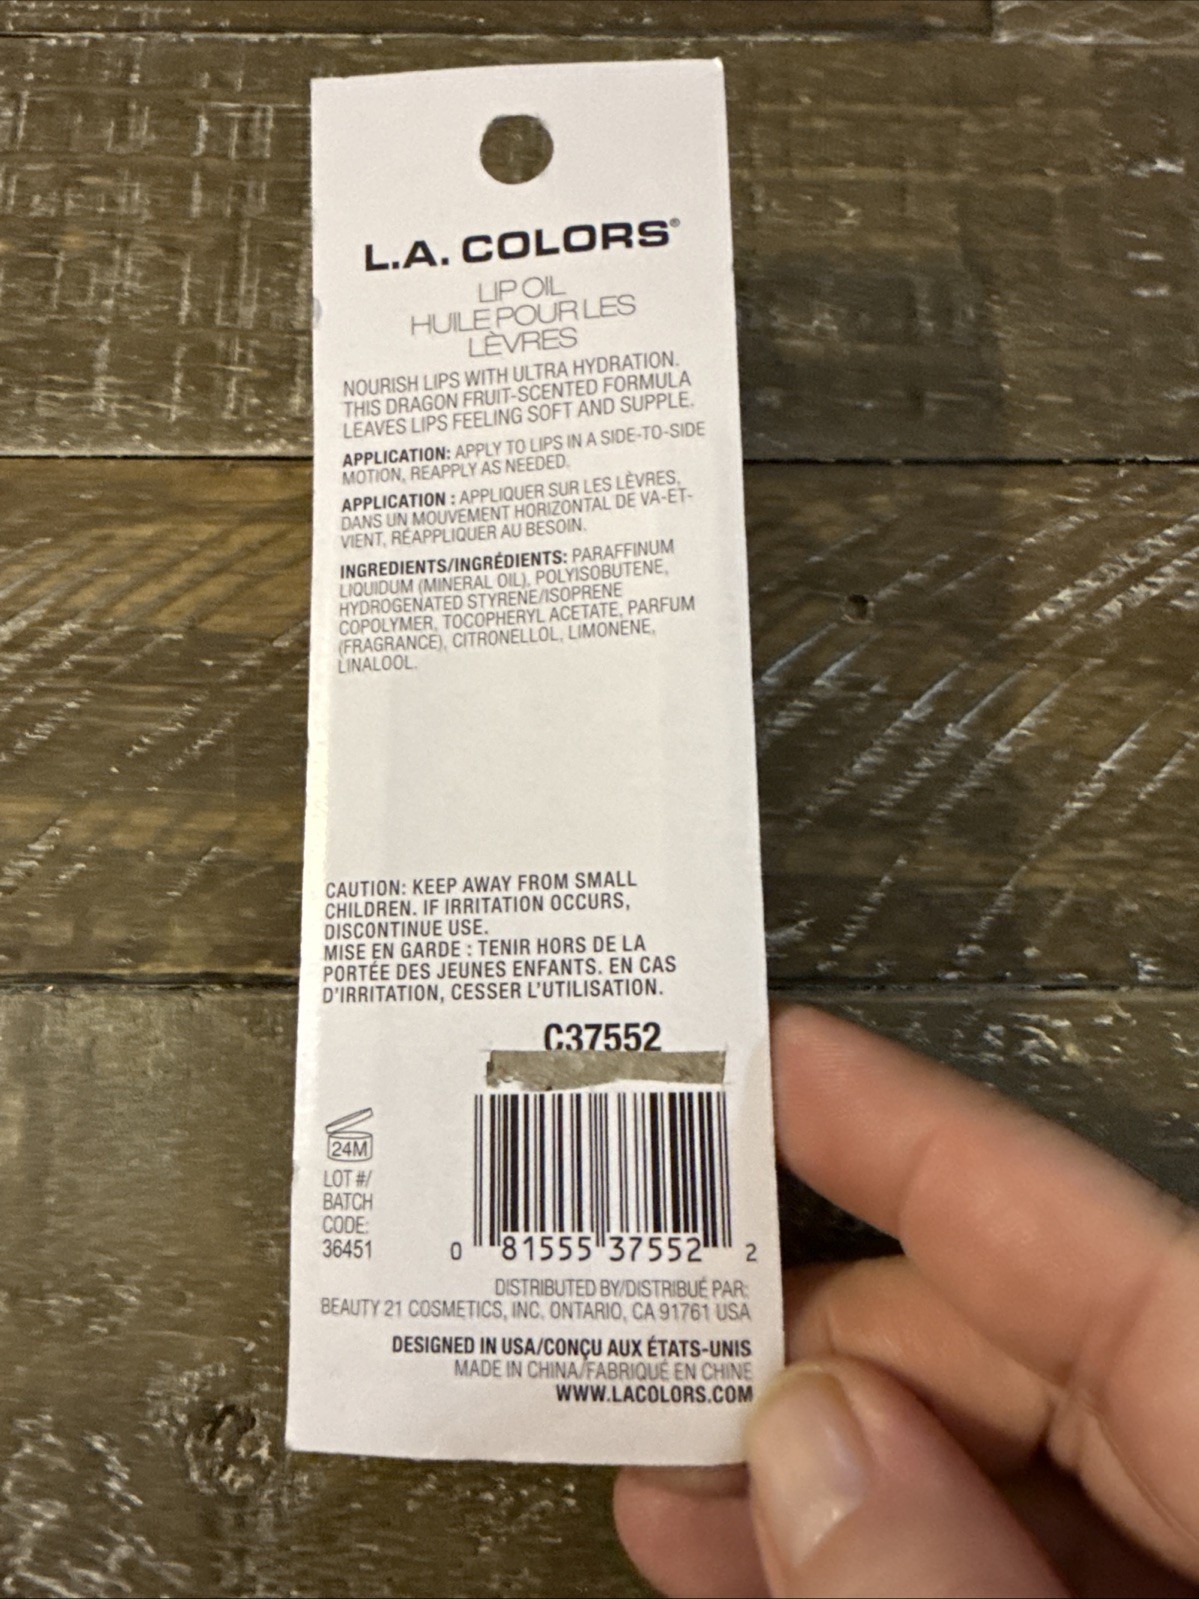 L.A. COLORS®
LIP OIL
HUILE POUR LES
LÈVRES
NOURISH LIPS WITH ULTRA HYDRATION.
THIS DRAGON FRUIT-SCENTED FORMULA
LEAVES LIPS FEELING SOFT AND SUPPLE.
APPLICATION: APPLY TO LIPS IN A SIDE-TO-SIDE
MOTION, REAPPLY AS NEEDED.
APPLICATION : APPLIQUER SUR LES LÈVRES,
DANS UN MOUVEMENT HORIZONTAL DE VA-ET-
VIENT, RÉAPPLIQUER AU BESOIN.
INGREDIENTS/INGRÉDIENTS: PARAFFINUM
LIQUIDUM (MINERAL OIL), POLYISOBUTENE,
HYDROGENATED STYRENE/ISOPRENE
COPOLYMER, TOCOPHERYL ACETATE, PARFUM
(FRAGRANCE), CITRONELLOL, LIMONENE,
LINALOOL.
CAUTION: KEEP AWAY FROM SMALL
CHILDREN. IF IRRITATION OCCURS,
DISCONTINUE USE.
MISE EN GARDE : TENIR HORS DE LA
PORTÉE DES JEUNES ENFANTS. EN CAS
D'IRRITATION, CESSER L'UTILISATION.
C37552
24M
LOT #/
BATCH
CODE:
36451
0 81555 37552 2
DISTRIBUTED BY/DISTRIBUÉ PAR:
BEAUTY 21 COSMETICS, INC. ONTARIO, CA 91761 USA
DESIGNED IN USA/CONÇU AUX ÉTATS-UNIS
MADE IN CHINA/FABRIQUÉ EN CHINE
WWW.LACOLORS.COM